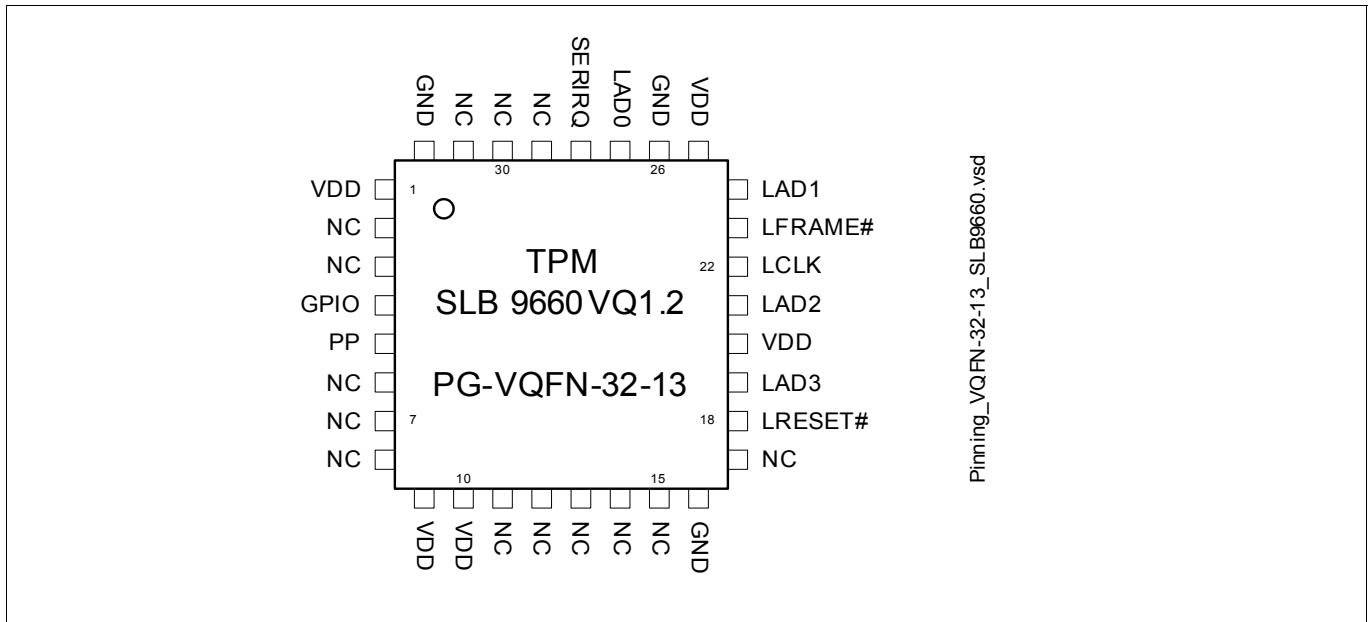 GND
NC
NC
NC
SERIRQ
LAD0
GND
VDD
30
26
VDD
NC
NC
GPIO
PP
NC
NC
NC
1
7
TPM
SLB 9660 VQ1.2
PG-VQFN-32-13
22
18
LAD1
LFRAME#
LCLK
LAD2
VDD
LAD3
LRESET#
NC
10
15
VDD
VDD
NC
NC
NC
NC
NC
GND
Pinning_VQFN-32-13_SLB9660.vsd